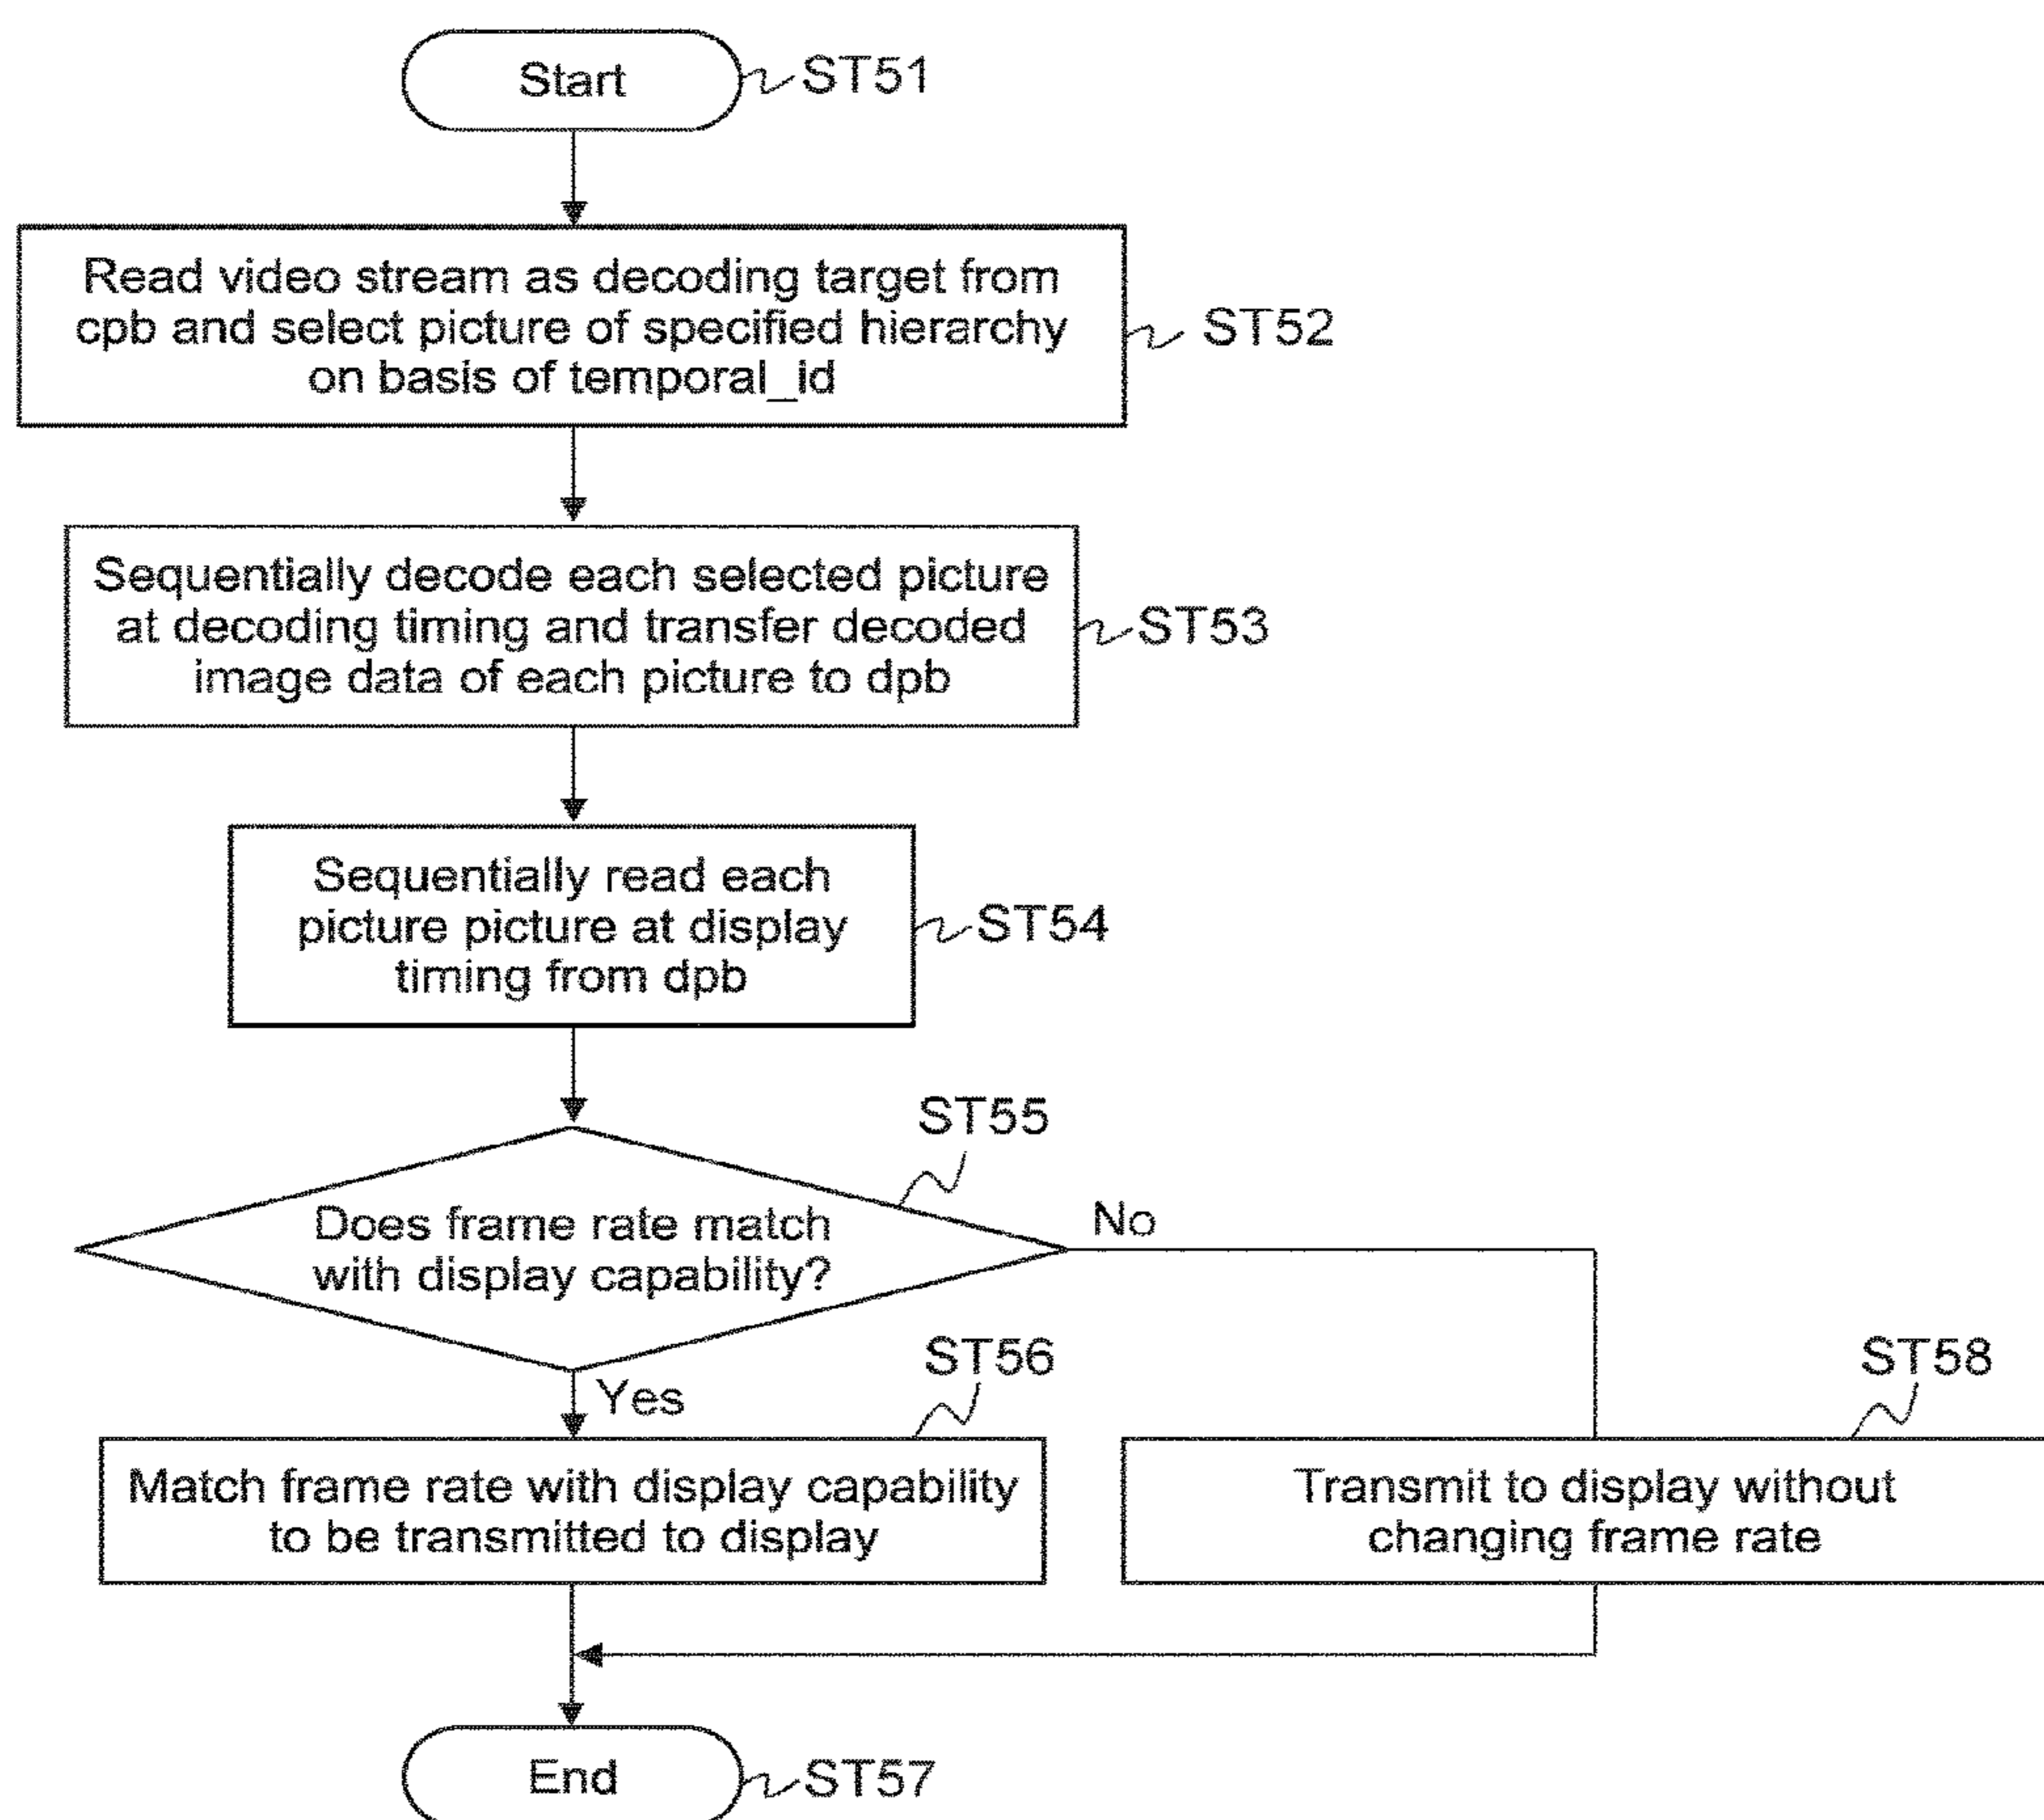 Start
ST51
Read video stream as decoding target from
cpb and select picture of specified hierarchy
on basis of temporal_id
ST52
Sequentially decode each selected picture
at decoding timing and transfer decoded
image data of each picture to dpb
ST53
Sequentially read each
picture picture at display
timing from dpb
ST54
ST55
Does frame rate match
with display capability?
No
Yes
ST56
Match frame rate with display capability
to be transmitted to display
ST58
Transmit to display without
changing frame rate
End
ST57